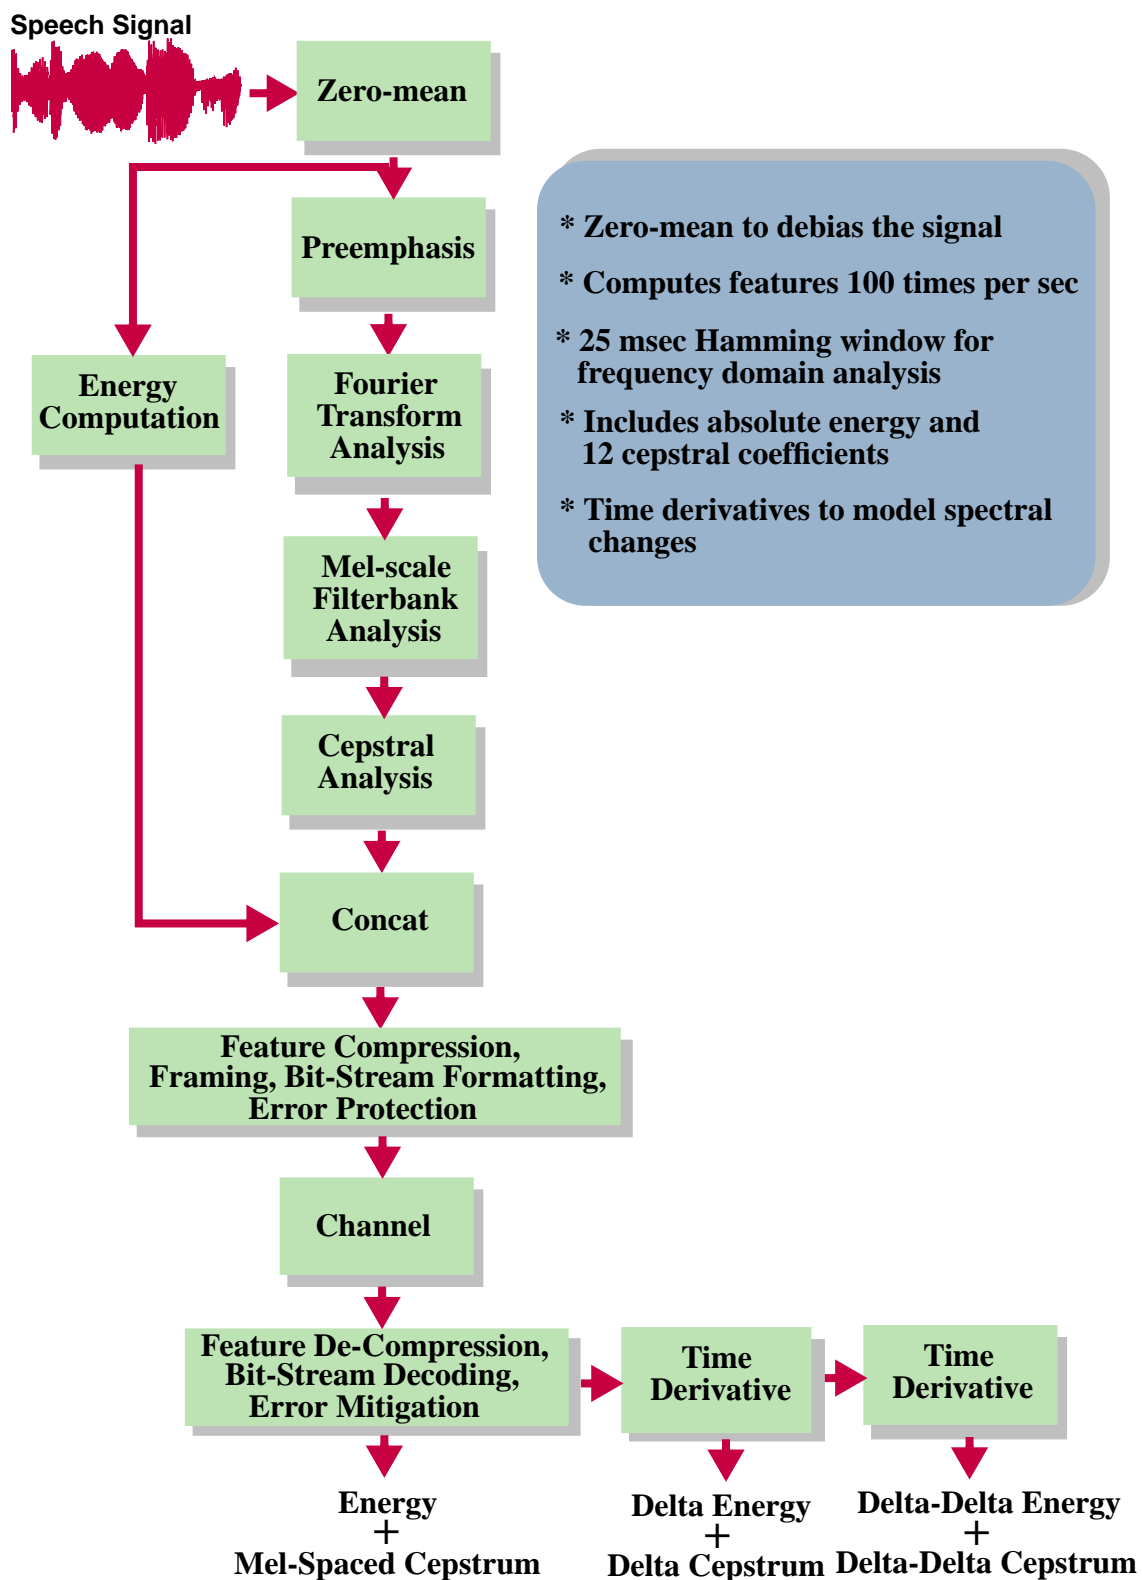 Speech Signal
Zero-mean
Preemphasis
Energy
Computation
Fourier
Transform
Analysis
Mel-scale
Filterbank
Analysis
Cepstral
Analysis
Concat
Feature Compression,
Framing, Bit-Stream Formatting,
Error Protection
Channel
Feature De-Compression,
Bit-Stream Decoding,
Error Mitigation
Time
Derivative
Time
Derivative
Energy
+
Mel-Spaced Cepstrum
Delta Energy
+
Delta Cepstrum
Delta-Delta Energy
+
Delta-Delta Cepstrum
* Zero-mean to debias the signal
* Computes features 100 times per sec
* 25 msec Hamming window for
frequency domain analysis
* Includes absolute energy and
12 cepstral coefficients
* Time derivatives to model spectral
changes